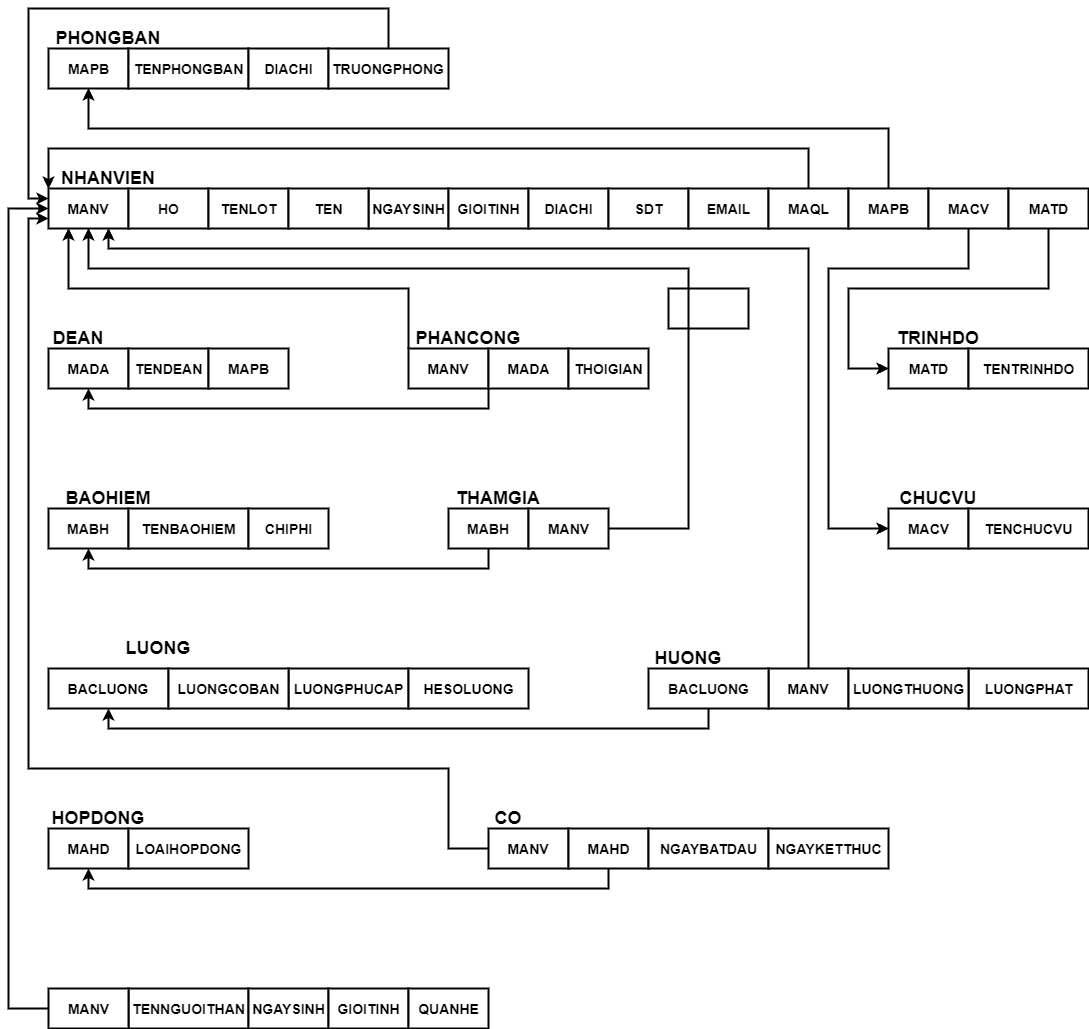 PHONGBAN
MAPB TENPHONGBAN DIACHI TRUONGPHONG
NHANVIEN
MANV HO TENLOT TEN NGAYSINH GIOITINH DIACHI SDT EMAIL MAQL MAPB MACV MATD
DEAN PHANCONG TRINHDO
MADA TENDEAN MAPB MANV MADA THOIGIAN MATD TENTRINHDO
BAOHIEM THAMGIA CHUCVU
MABH TENBAOHIEM CHIPHI MABH MANV MACV TENCHUCVU
LUONG HUONG
BACLUONG LUONGCOBAN LUONGPHUCAP HESOLUONG BACLUONG MANV LUONGTHUONG LUONGPHAT
HOPDONG CO
MAHD LOAIHOPDONG MANV MAHD NGAYBATDAU NGAYKETTHUC
MANV TENNGUOITHAN NGAYSINH GIOITINH QUANHE